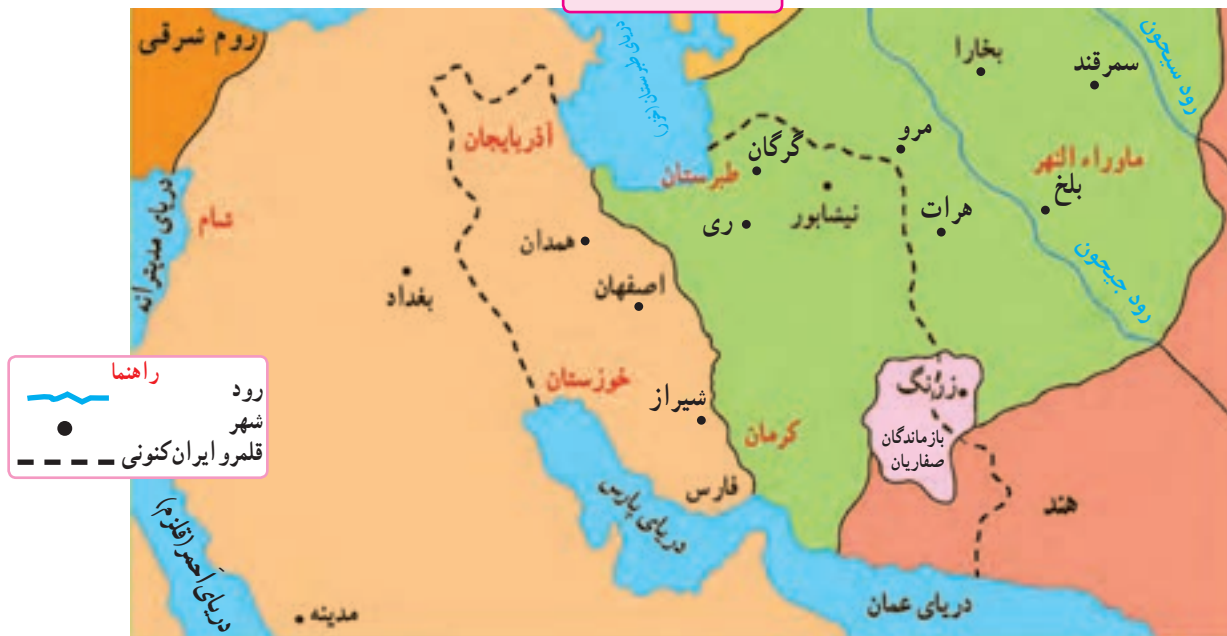 روم شرقی
دریای طبرستان (خزر)
بخارا
سمرقند
رود سیحون
آذربایجان
طبرستان
گرگان
مرو
ماوراء النهر
دریای مدیترانه
شام
همدان
ری
نیشابور
هرات
بلخ
بغداد
اصفهان
رود جیحون
راهنما
رود
شهر
قلمرو ایران کنونی
خوزستان
شیراز
کرمان
زرنگ
بازماندگان
صفاریان
فارس
دریای پارس
هند
دریای احمر (قلزم)
مدینه
دریای عمان